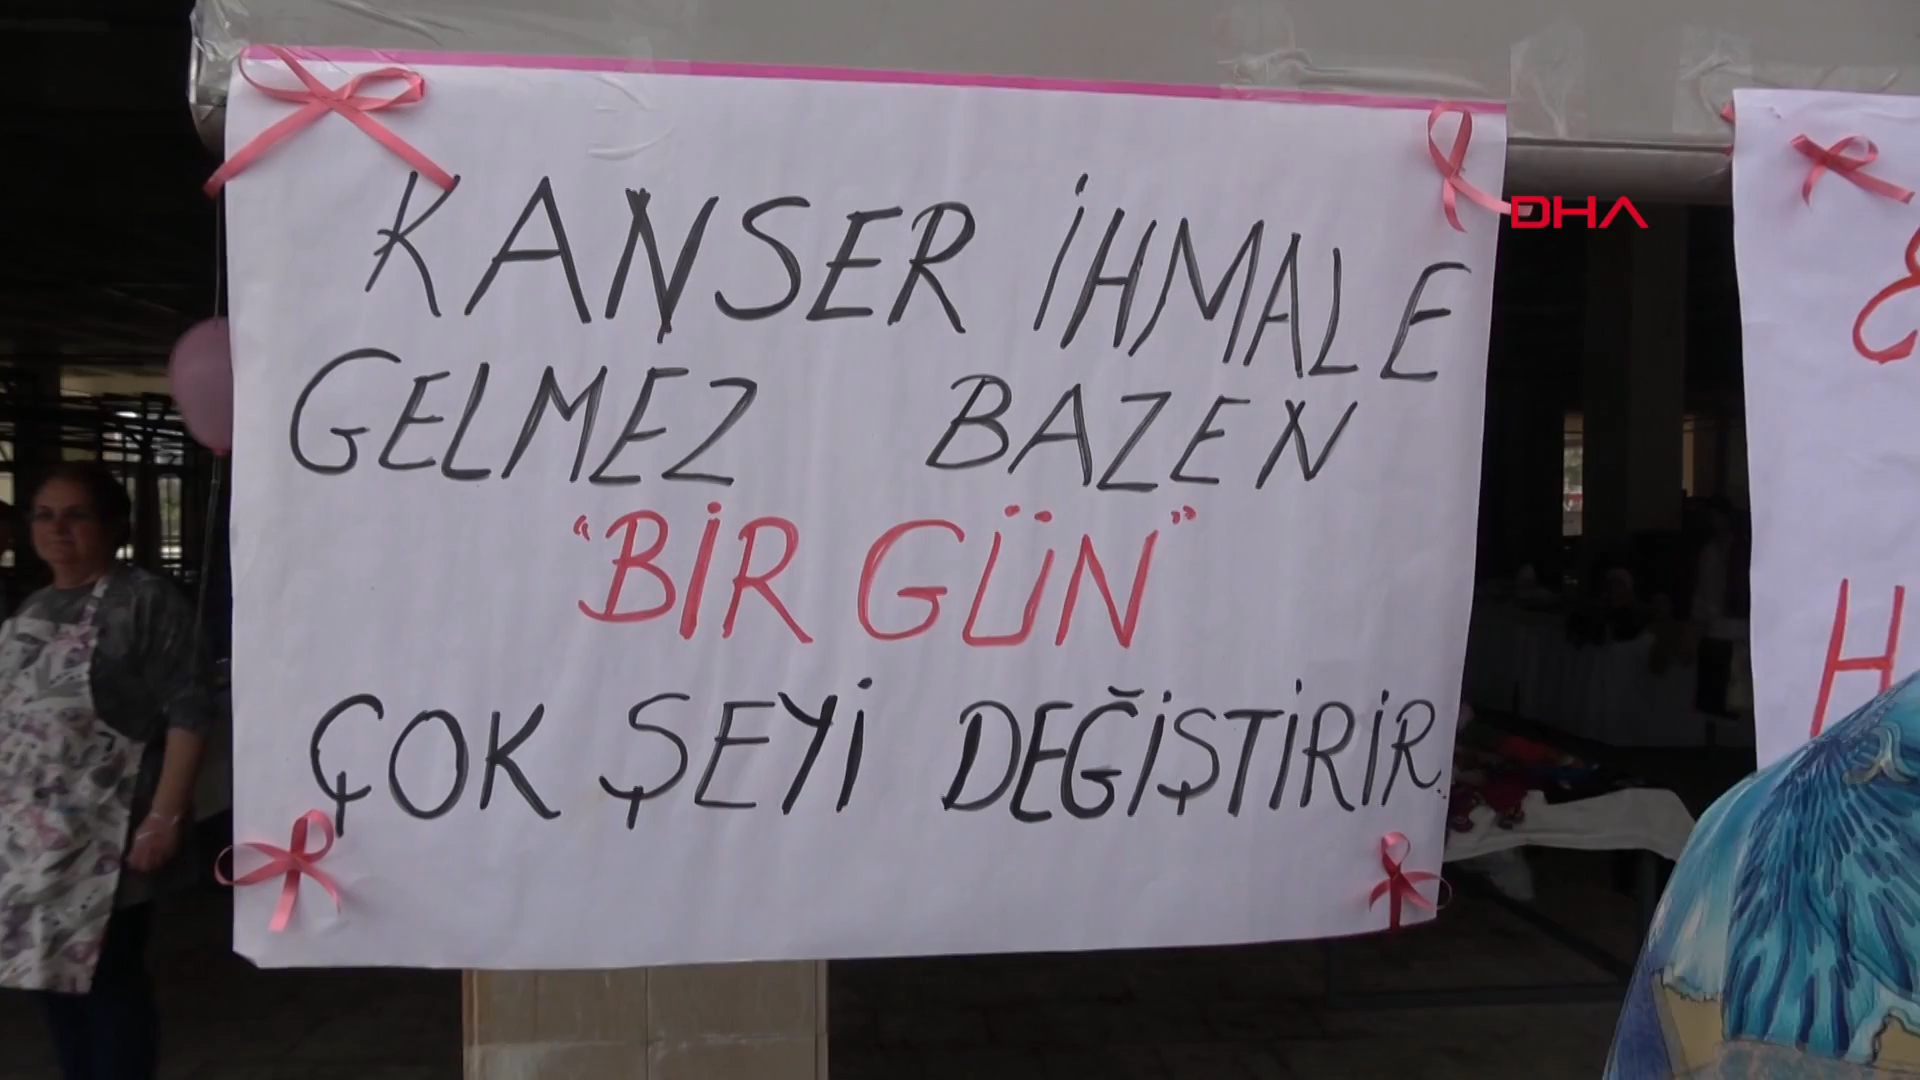 KANSER İHMALE
GELMEZ BAZEN
“BİR GÜN”
ÇOK ŞEYİ DEĞİŞTİRİR.
DHA